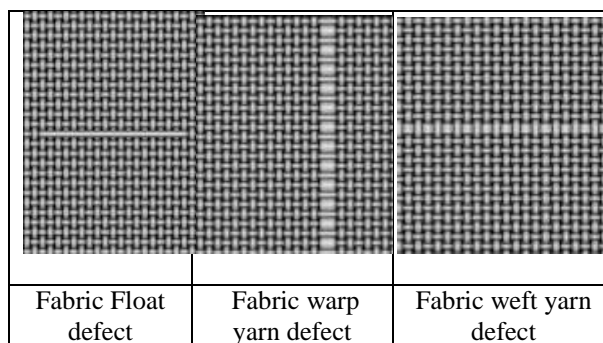 Fabric Float
defect
Fabric warp
yarn defect
Fabric weft yarn
defect